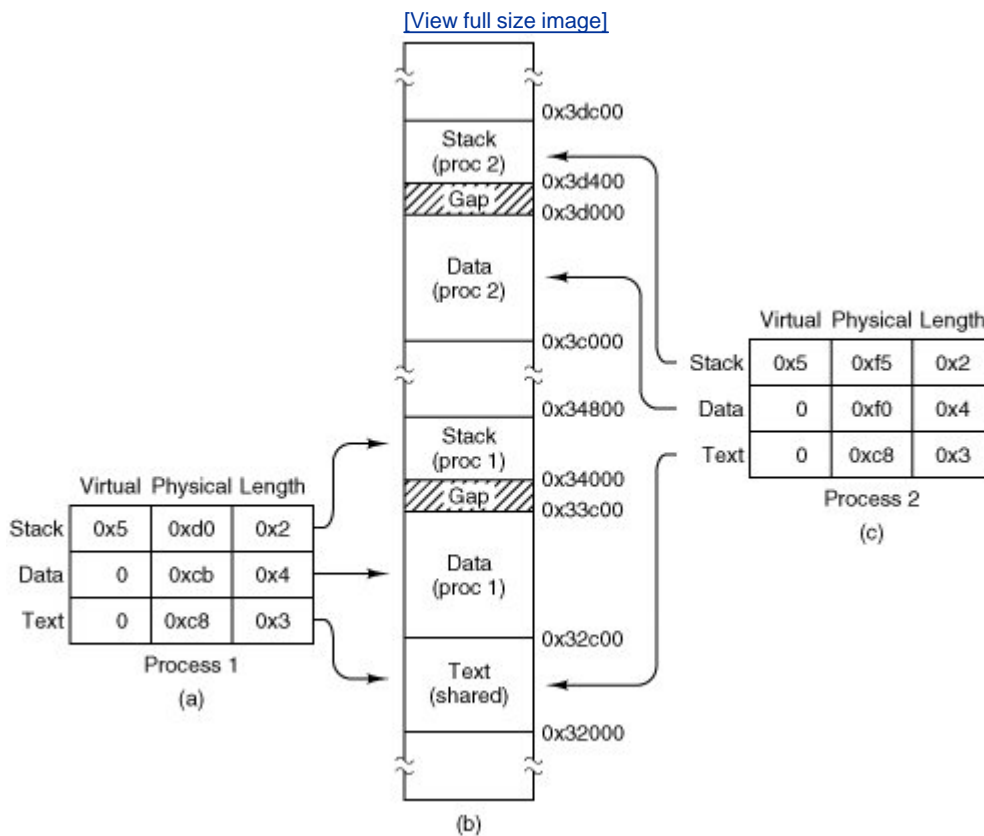 [View full size image]
0x3dc00
Stack
(proc 2)
0x3d400
Gap
0x3d000
Data
(proc 2)
0x3c000
0x34800
Stack
(proc 1)
0x34000
Gap
0x33c00
Data
(proc 1)
0x32c00
Text
(shared)
0x32000
(b)
Virtual Physical Length
Stack 0x5 0xd0 0x2
Data 0 0xcb 0x4
Text 0 0xc8 0x3
Process 1
(a)
Virtual Physical Length
Stack 0x5 0xf5 0x2
Data 0 0xf0 0x4
Text 0 0xc8 0x3
Process 2
(c)